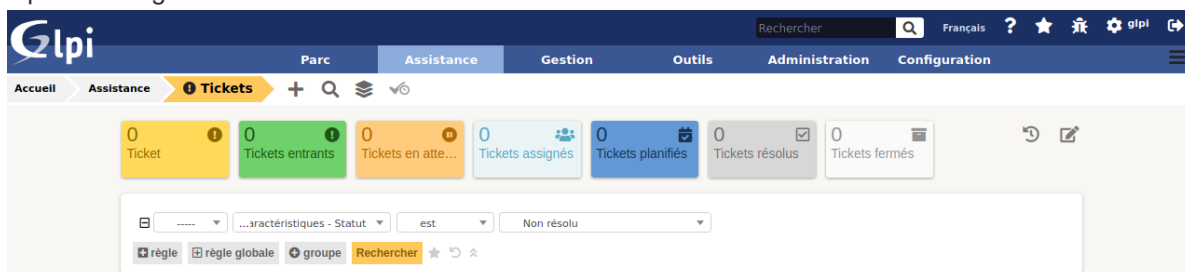 Glpi
Rechercher Français ? glpi
Parc Assistance Gestion Outils Administration Configuration
Accueil Assistance Tickets
0 0 0 0 0 0 0
Ticket Tickets entrants Tickets en atte... Tickets assignés Tickets planifiés Tickets résolus Tickets fermés
----- ...aractéristiques - Statut est Non résolu
règle règle globale groupe Rechercher